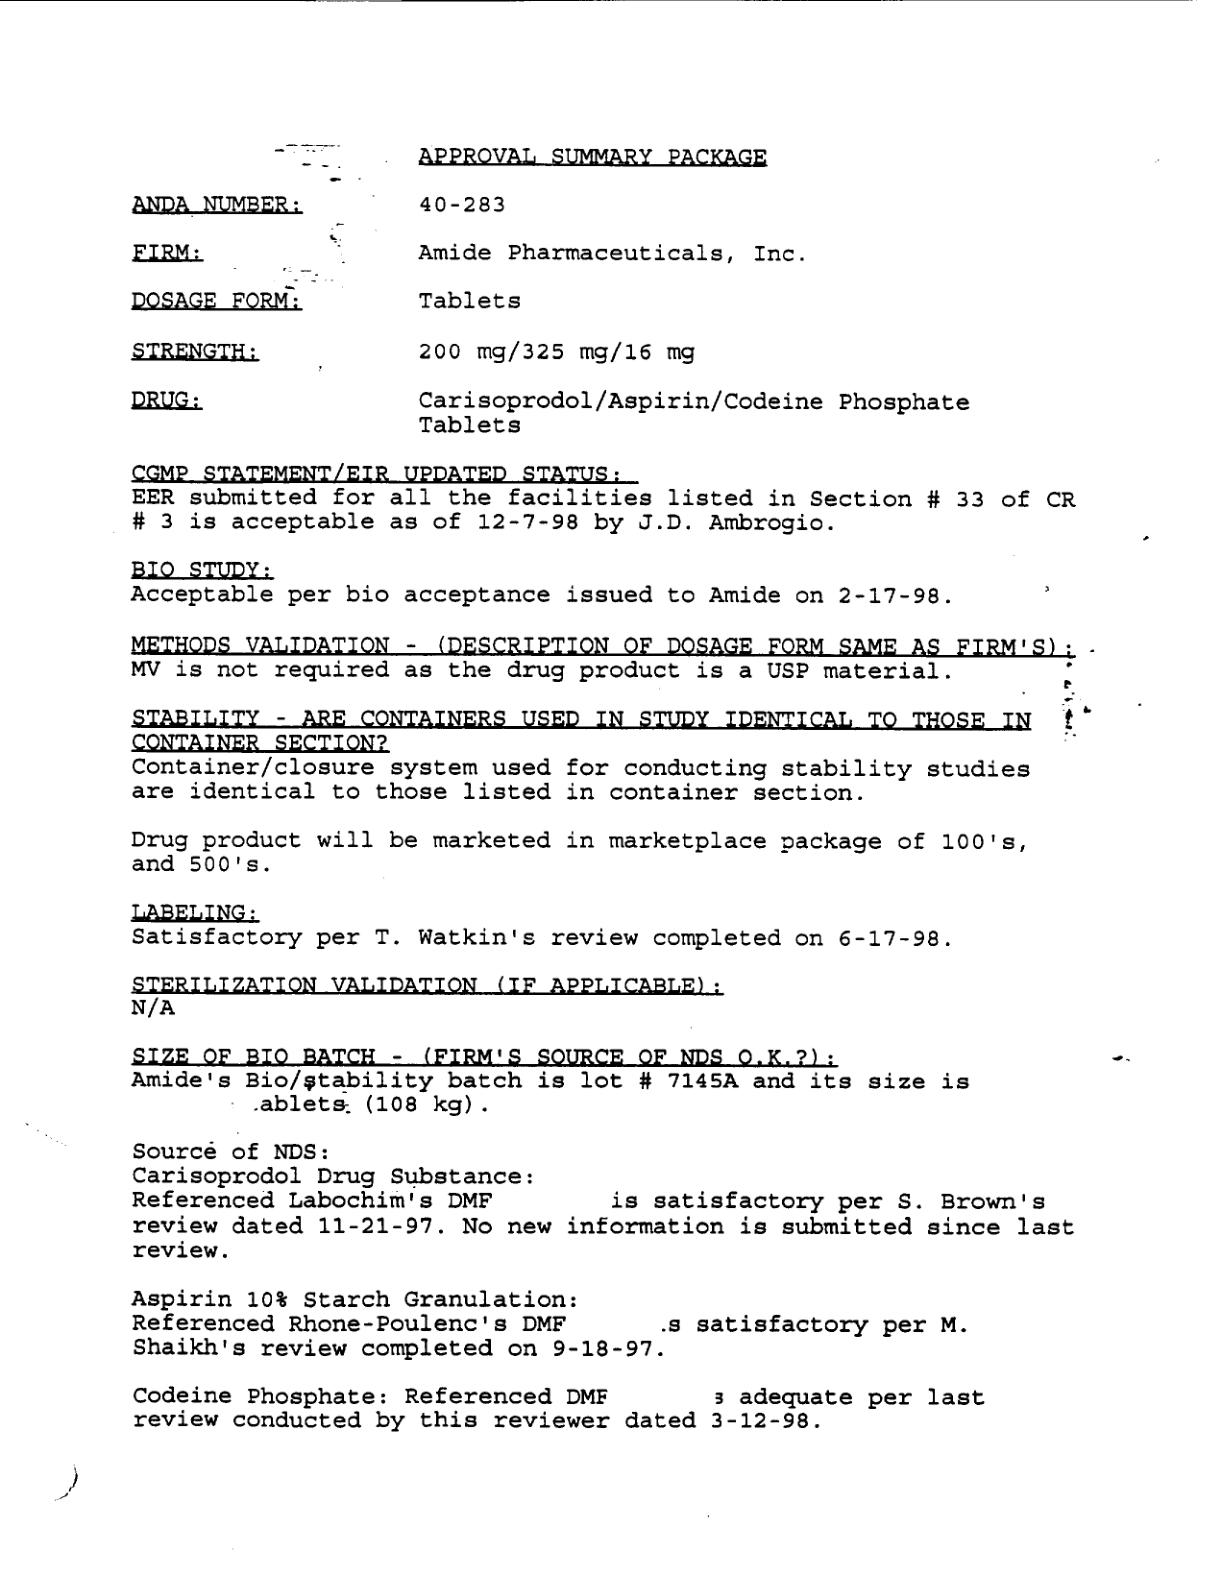 APPROVAL SUMMARY PACKAGE
ANDA NUMBER: 40-283
FIRM: Amide Pharmaceuticals, Inc.
DOSAGE FORM: Tablets
STRENGTH: 200 mg/325 mg/16 mg
DRUG: Carisoprodol/Aspirin/Codeine Phosphate
Tablets
CGMP STATEMENT/EIR UPDATED STATUS:
EER submitted for all the facilities listed in Section # 33 of CR
# 3 is acceptable as of 12-7-98 by J.D. Ambrogio.
BIO STUDY:
Acceptable per bio acceptance issued to Amide on 2-17-98.
METHODS VALIDATION - (DESCRIPTION OF DOSAGE FORM SAME AS FIRM'S):
MV is not required as the drug product is a USP material.
STABILITY - ARE CONTAINERS USED IN STUDY IDENTICAL TO THOSE IN
CONTAINER SECTION?
Container/closure system used for conducting stability studies
are identical to those listed in container section.
Drug product will be marketed in marketplace package of 100's,
and 500's.
LABELING:
Satisfactory per T. Watkin's review completed on 6-17-98.
STERILIZATION VALIDATION (IF APPLICABLE):
N/A
SIZE OF BIO BATCH - (FIRM'S SOURCE OF NDS O.K.?):
Amide's Bio/stability batch is lot # 7145A and its size is
ablets (108 kg).
Source of NDS:
Carisoprodol Drug Substance:
Referenced Labochim's DMF is satisfactory per S. Brown's
review dated 11-21-97. No new information is submitted since last
review.
Aspirin 10% Starch Granulation:
Referenced Rhone-Poulenc's DMF .s satisfactory per M.
Shaikh's review completed on 9-18-97.
Codeine Phosphate: Referenced DMF adequate per last
review conducted by this reviewer dated 3-12-98.